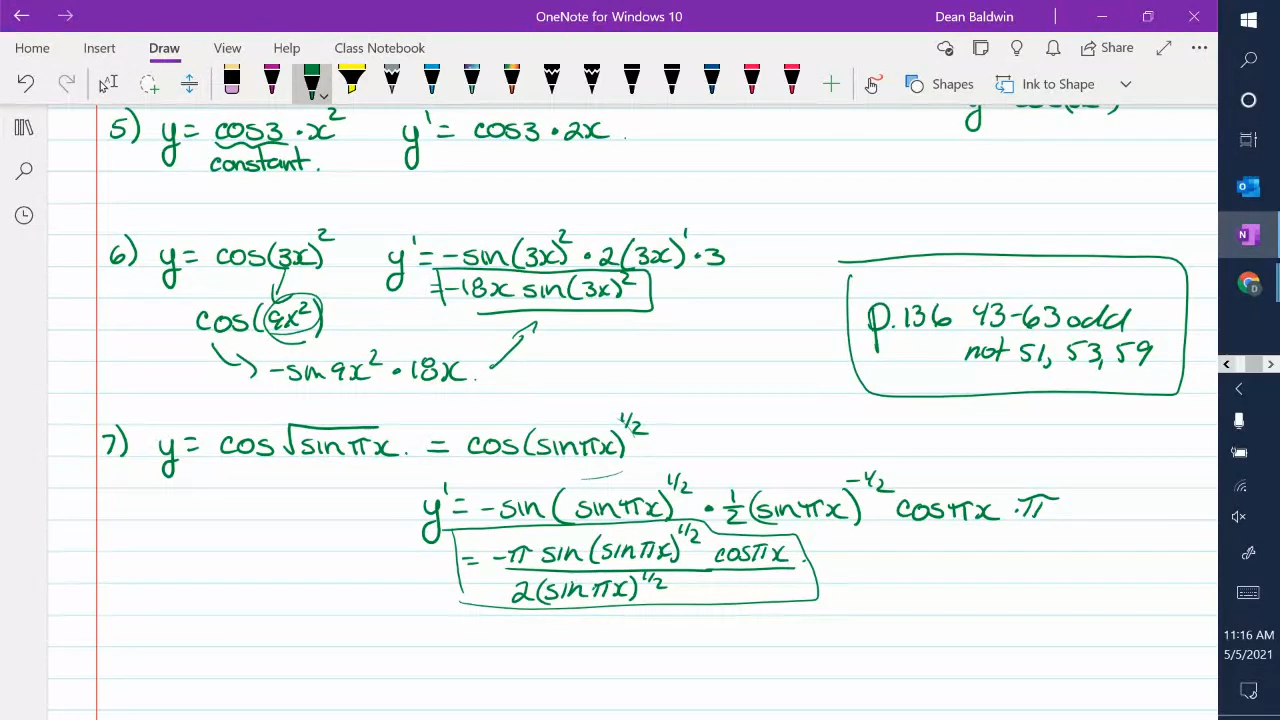 OneNote for Windows 10
Dean Baldwin
Home Insert Draw View Help Class Notebook
Share
Shapes
Ink to Shape
5) y = cos3 · x² y' = cos3 · 2x
constant.
6) y = cos(3x)² y' = -sin(3x)² · 2(3x)' · 3
= -18x sin(3x)²
cos(9x²)
-sin9x² · 18x
p.136 43-63 odd
not 51, 53, 59
7) y = cos√sinπx. = cos(sinπx)^1/2
y' = -sin(sinπx)^1/2 · 1/2(sinπx)^-1/2 cosπx · π
= -π sin(sinπx)^1/2 cosπx.
2(sinπx)^1/2
11:16 AM
5/5/2021